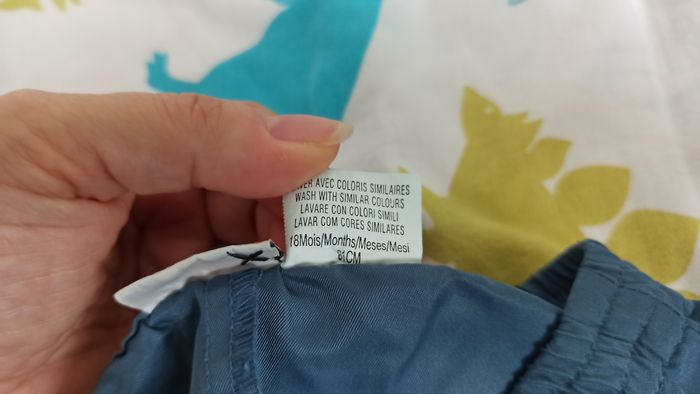 AVEC COLORIS SIMILAIRES
WASH WITH SIMILAR COLOURS
LAVARE CON COLORI SIMILI
LAVAR COM CORES SIMILARES
18Mois/Months/Meses/Mesi
81CM